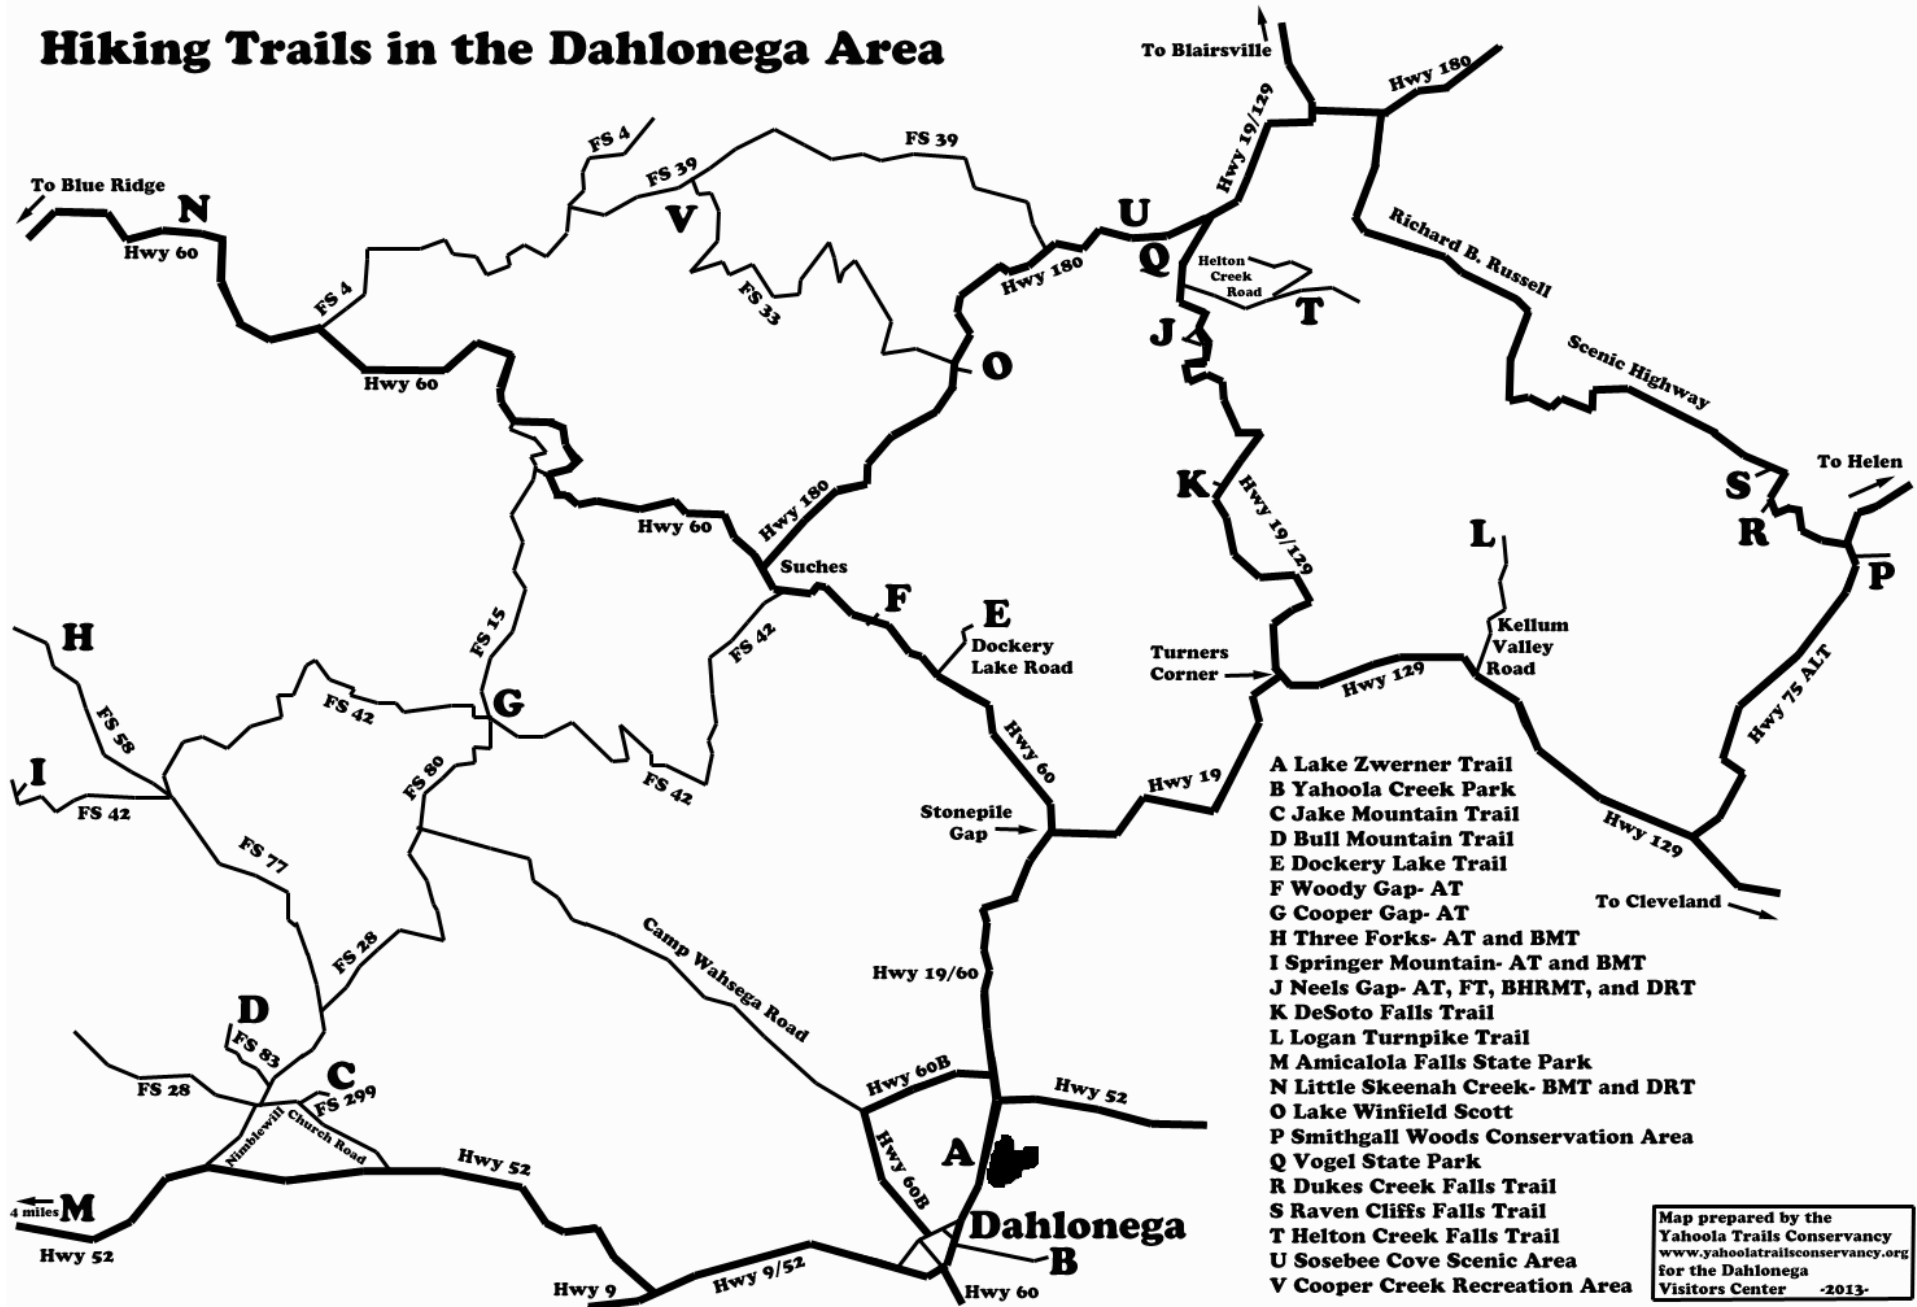 Hiking Trails in the Dahlonega Area
To Blairsville
Hwy 180
Hwy 19/129
FS 4
FS 39
FS 39
To Blue Ridge
N
Hwy 60
V
U
Q
Richard B. Russell
Helton
Creek
Road
T
Hwy 180
FS 4
FS 33
J
O
Scenic Highway
Hwy 60
To Helen
S
K
Hwy 19/129
R
L
Hwy 180
Hwy 60
Suches
P
F
E
Dockery
Lake Road
H
FS 15
FS 42
Kellum
Valley
Road
Turners
Corner
Hwy 129
Hwy 75 ALT
FS 42
G
FS 58
I
FS 42
FS 80
FS 42
Hwy 60
Hwy 19
Stonepile
Gap
Hwy 129
To Cleveland
FS 77
Camp Wahsega Road
FS 28
Hwy 19/60
D
FS 83
C
FS 28
FS 299
Nimblewill
Church Road
Hwy 60B
Hwy 52
A
Hwy 60B
Hwy 52
4 miles
M
Hwy 52
Dahlonega
B
Hwy 9/52
Hwy 9
Hwy 60
A Lake Zwerner Trail
B Yahoola Creek Park
C Jake Mountain Trail
D Bull Mountain Trail
E Dockery Lake Trail
F Woody Gap- AT
G Cooper Gap- AT
H Three Forks- AT and BMT
I Springer Mountain- AT and BMT
J Neels Gap- AT, FT, BHRMT, and DRT
K DeSoto Falls Trail
L Logan Turnpike Trail
M Amicalola Falls State Park
N Little Skeenah Creek- BMT and DRT
O Lake Winfield Scott
P Smithgall Woods Conservation Area
Q Vogel State Park
R Dukes Creek Falls Trail
S Raven Cliffs Falls Trail
T Helton Creek Falls Trail
U Sosebee Cove Scenic Area
V Cooper Creek Recreation Area
Map prepared by the
Yahoola Trails Conservancy
www.yahoolatrailsconservancy.org
for the Dahlonega
Visitors Center -2013-